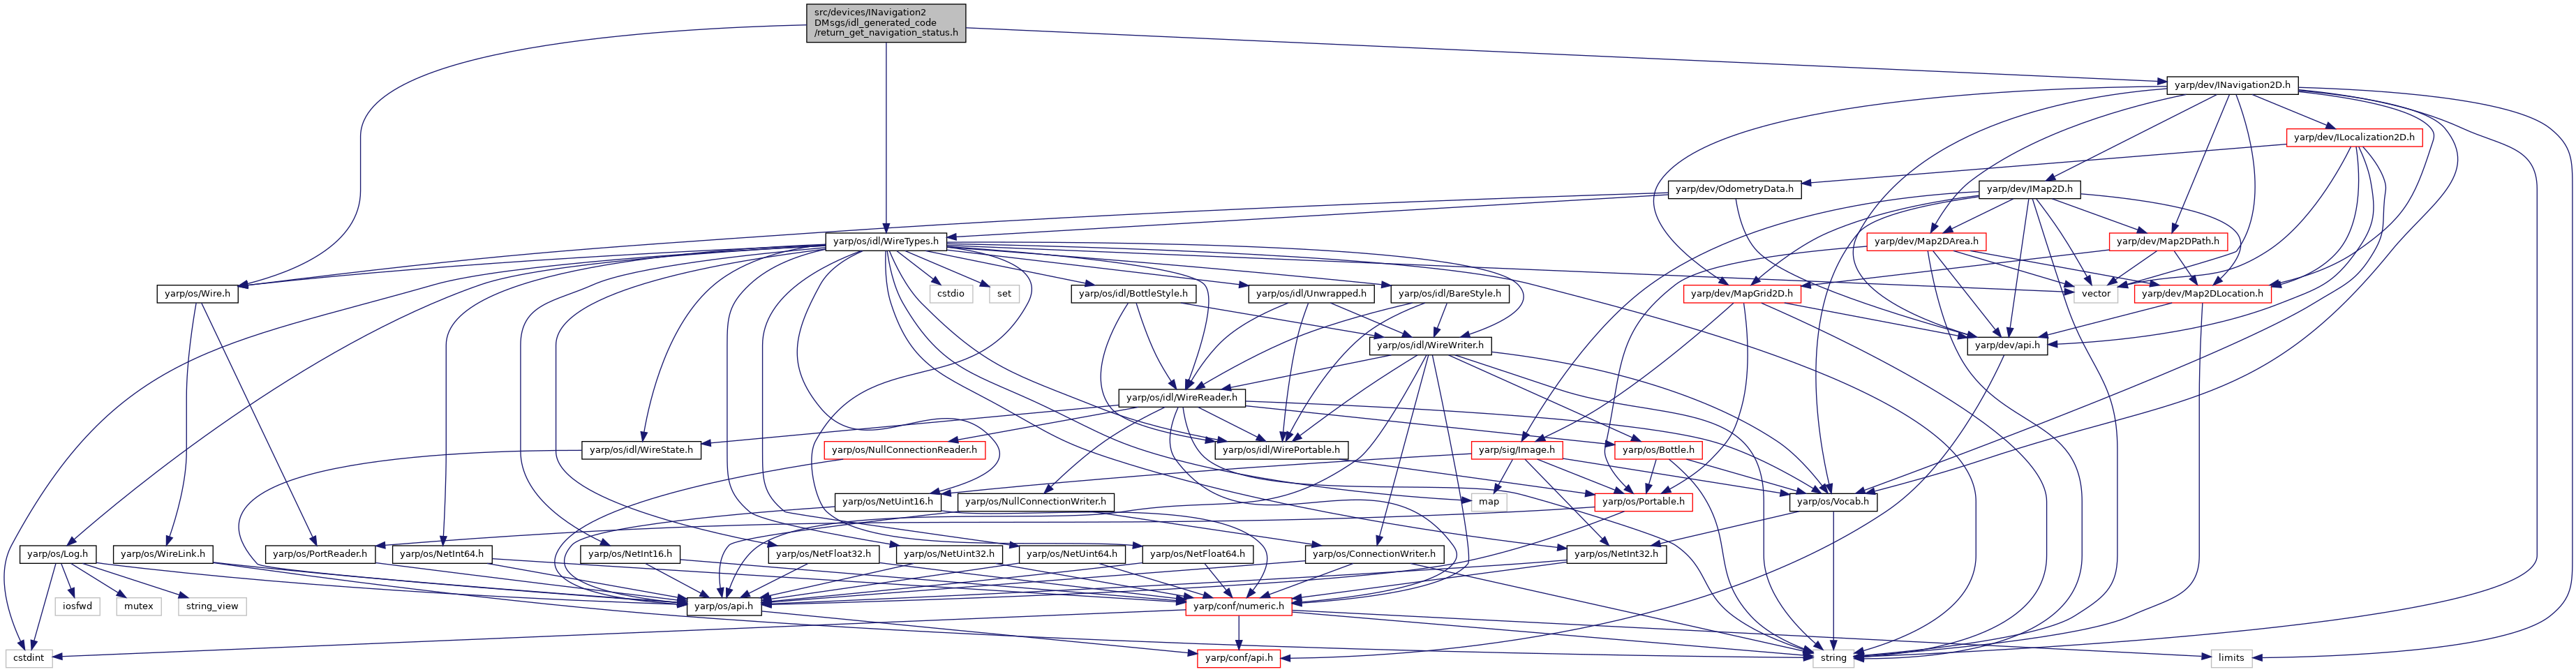 src/devices/INavigation2
DMsgs/idl_generated_code
/return_get_navigation_status.h
yarp/dev/INavigation2D.h
yarp/dev/ILocalization2D.h
yarp/dev/OdometryData.h
yarp/dev/IMap2D.h
yarp/os/idl/WireTypes.h
yarp/dev/Map2DArea.h
yarp/dev/Map2DPath.h
yarp/os/Wire.h
cstdio
set
yarp/os/idl/BottleStyle.h
yarp/os/idl/Unwrapped.h
yarp/os/idl/BareStyle.h
yarp/dev/MapGrid2D.h
vector
yarp/dev/Map2DLocation.h
yarp/os/idl/WireWriter.h
yarp/dev/api.h
yarp/os/idl/WireReader.h
yarp/os/idl/WireState.h
yarp/os/NullConnectionReader.h
yarp/os/idl/WirePortable.h
yarp/sig/Image.h
yarp/os/Bottle.h
yarp/os/NetUint16.h
yarp/os/NullConnectionWriter.h
map
yarp/os/Portable.h
yarp/os/Vocab.h
yarp/os/Log.h
yarp/os/WireLink.h
yarp/os/PortReader.h
yarp/os/NetInt64.h
yarp/os/NetInt16.h
yarp/os/NetFloat32.h
yarp/os/NetUint32.h
yarp/os/NetUint64.h
yarp/os/NetFloat64.h
yarp/os/ConnectionWriter.h
yarp/os/NetInt32.h
iosfwd
mutex
string_view
yarp/os/api.h
yarp/conf/numeric.h
cstdint
yarp/conf/api.h
string
limits